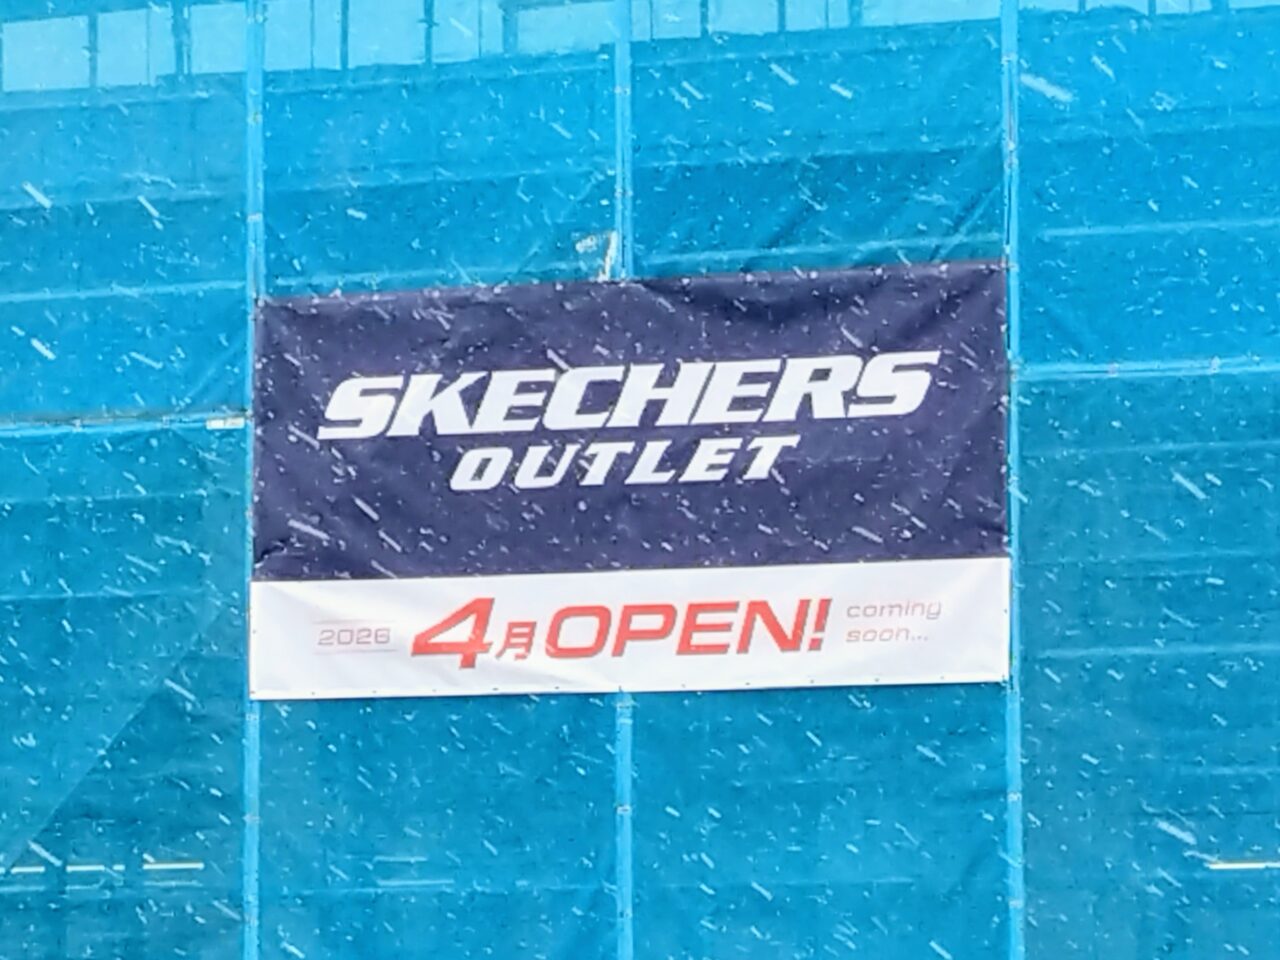 SKECHERS
OUTLET
2026 4月OPEN! coming
soon...